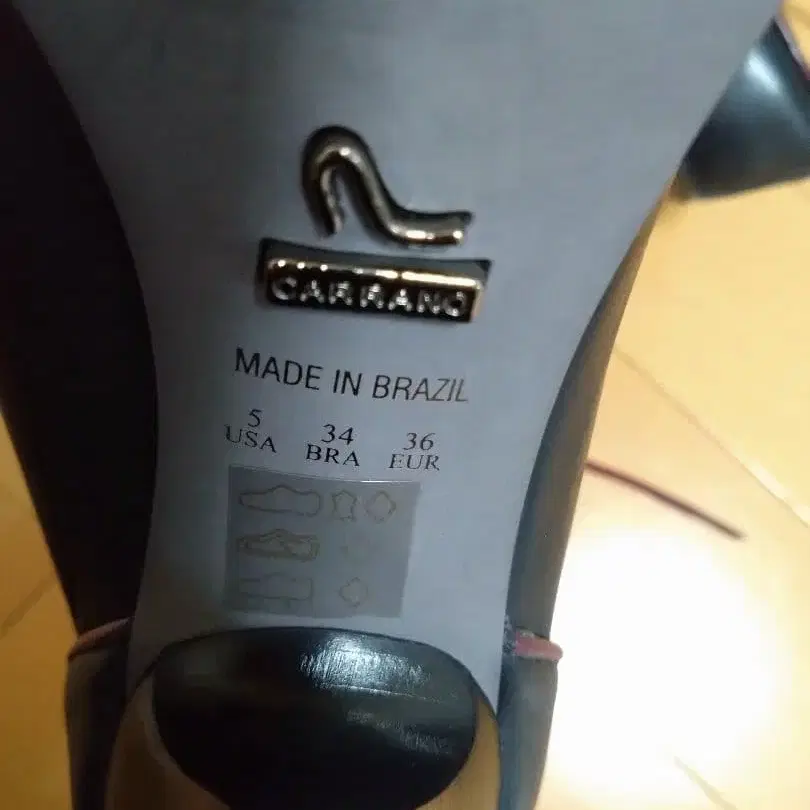 CARRANO
MADE IN BRAZIL
5 34 36
USA BRA EUR